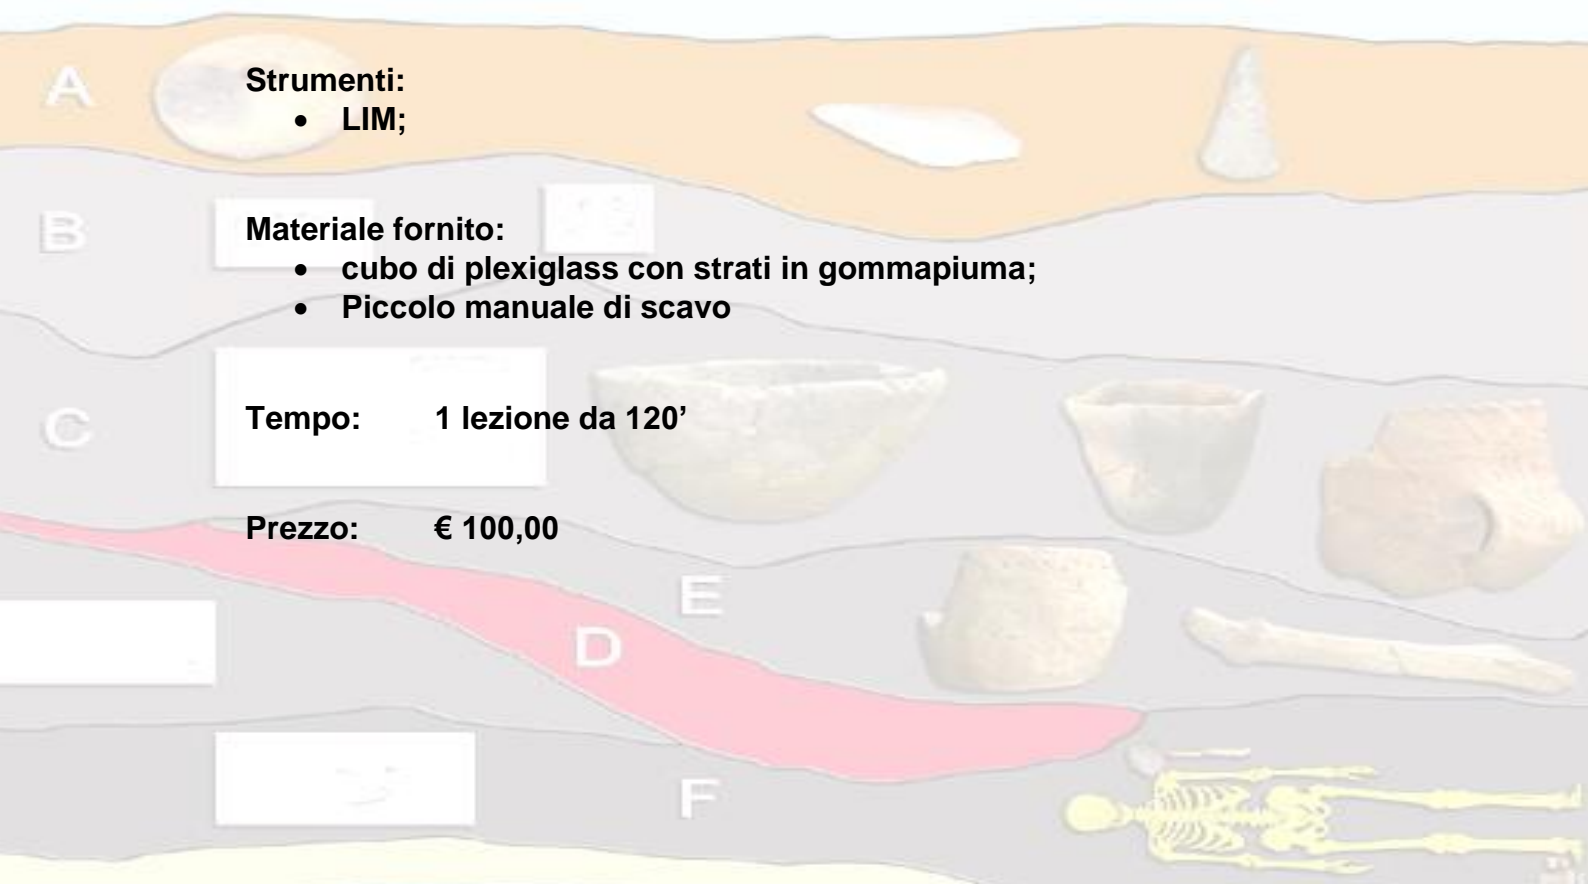 A
Strumenti:
• LIM;
B
Materiale fornito:
• cubo di plexiglass con strati in gommapiuma;
• Piccolo manuale di scavo
C
Tempo: 1 lezione da 120’
Prezzo: € 100,00
E
D
F